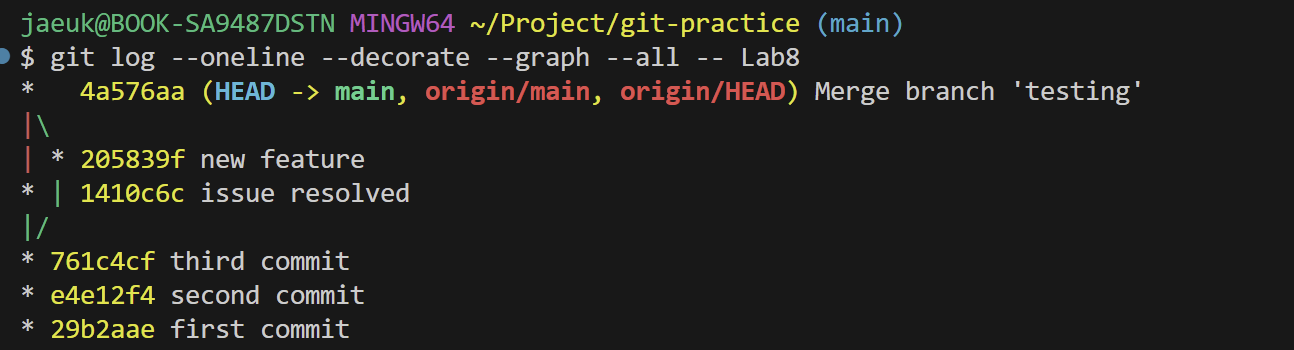 jaeuk@BOOK-SA9487DSTN MINGW64 ~/Project/git-practice (main)
$ git log --oneline --decorate --graph --all -- Lab8
*   4a576aa (HEAD -> main, origin/main, origin/HEAD) Merge branch 'testing'
|\
| * 205839f new feature
* | 1410c6c issue resolved
|/
* 761c4cf third commit
* e4e12f4 second commit
* 29b2aae first commit